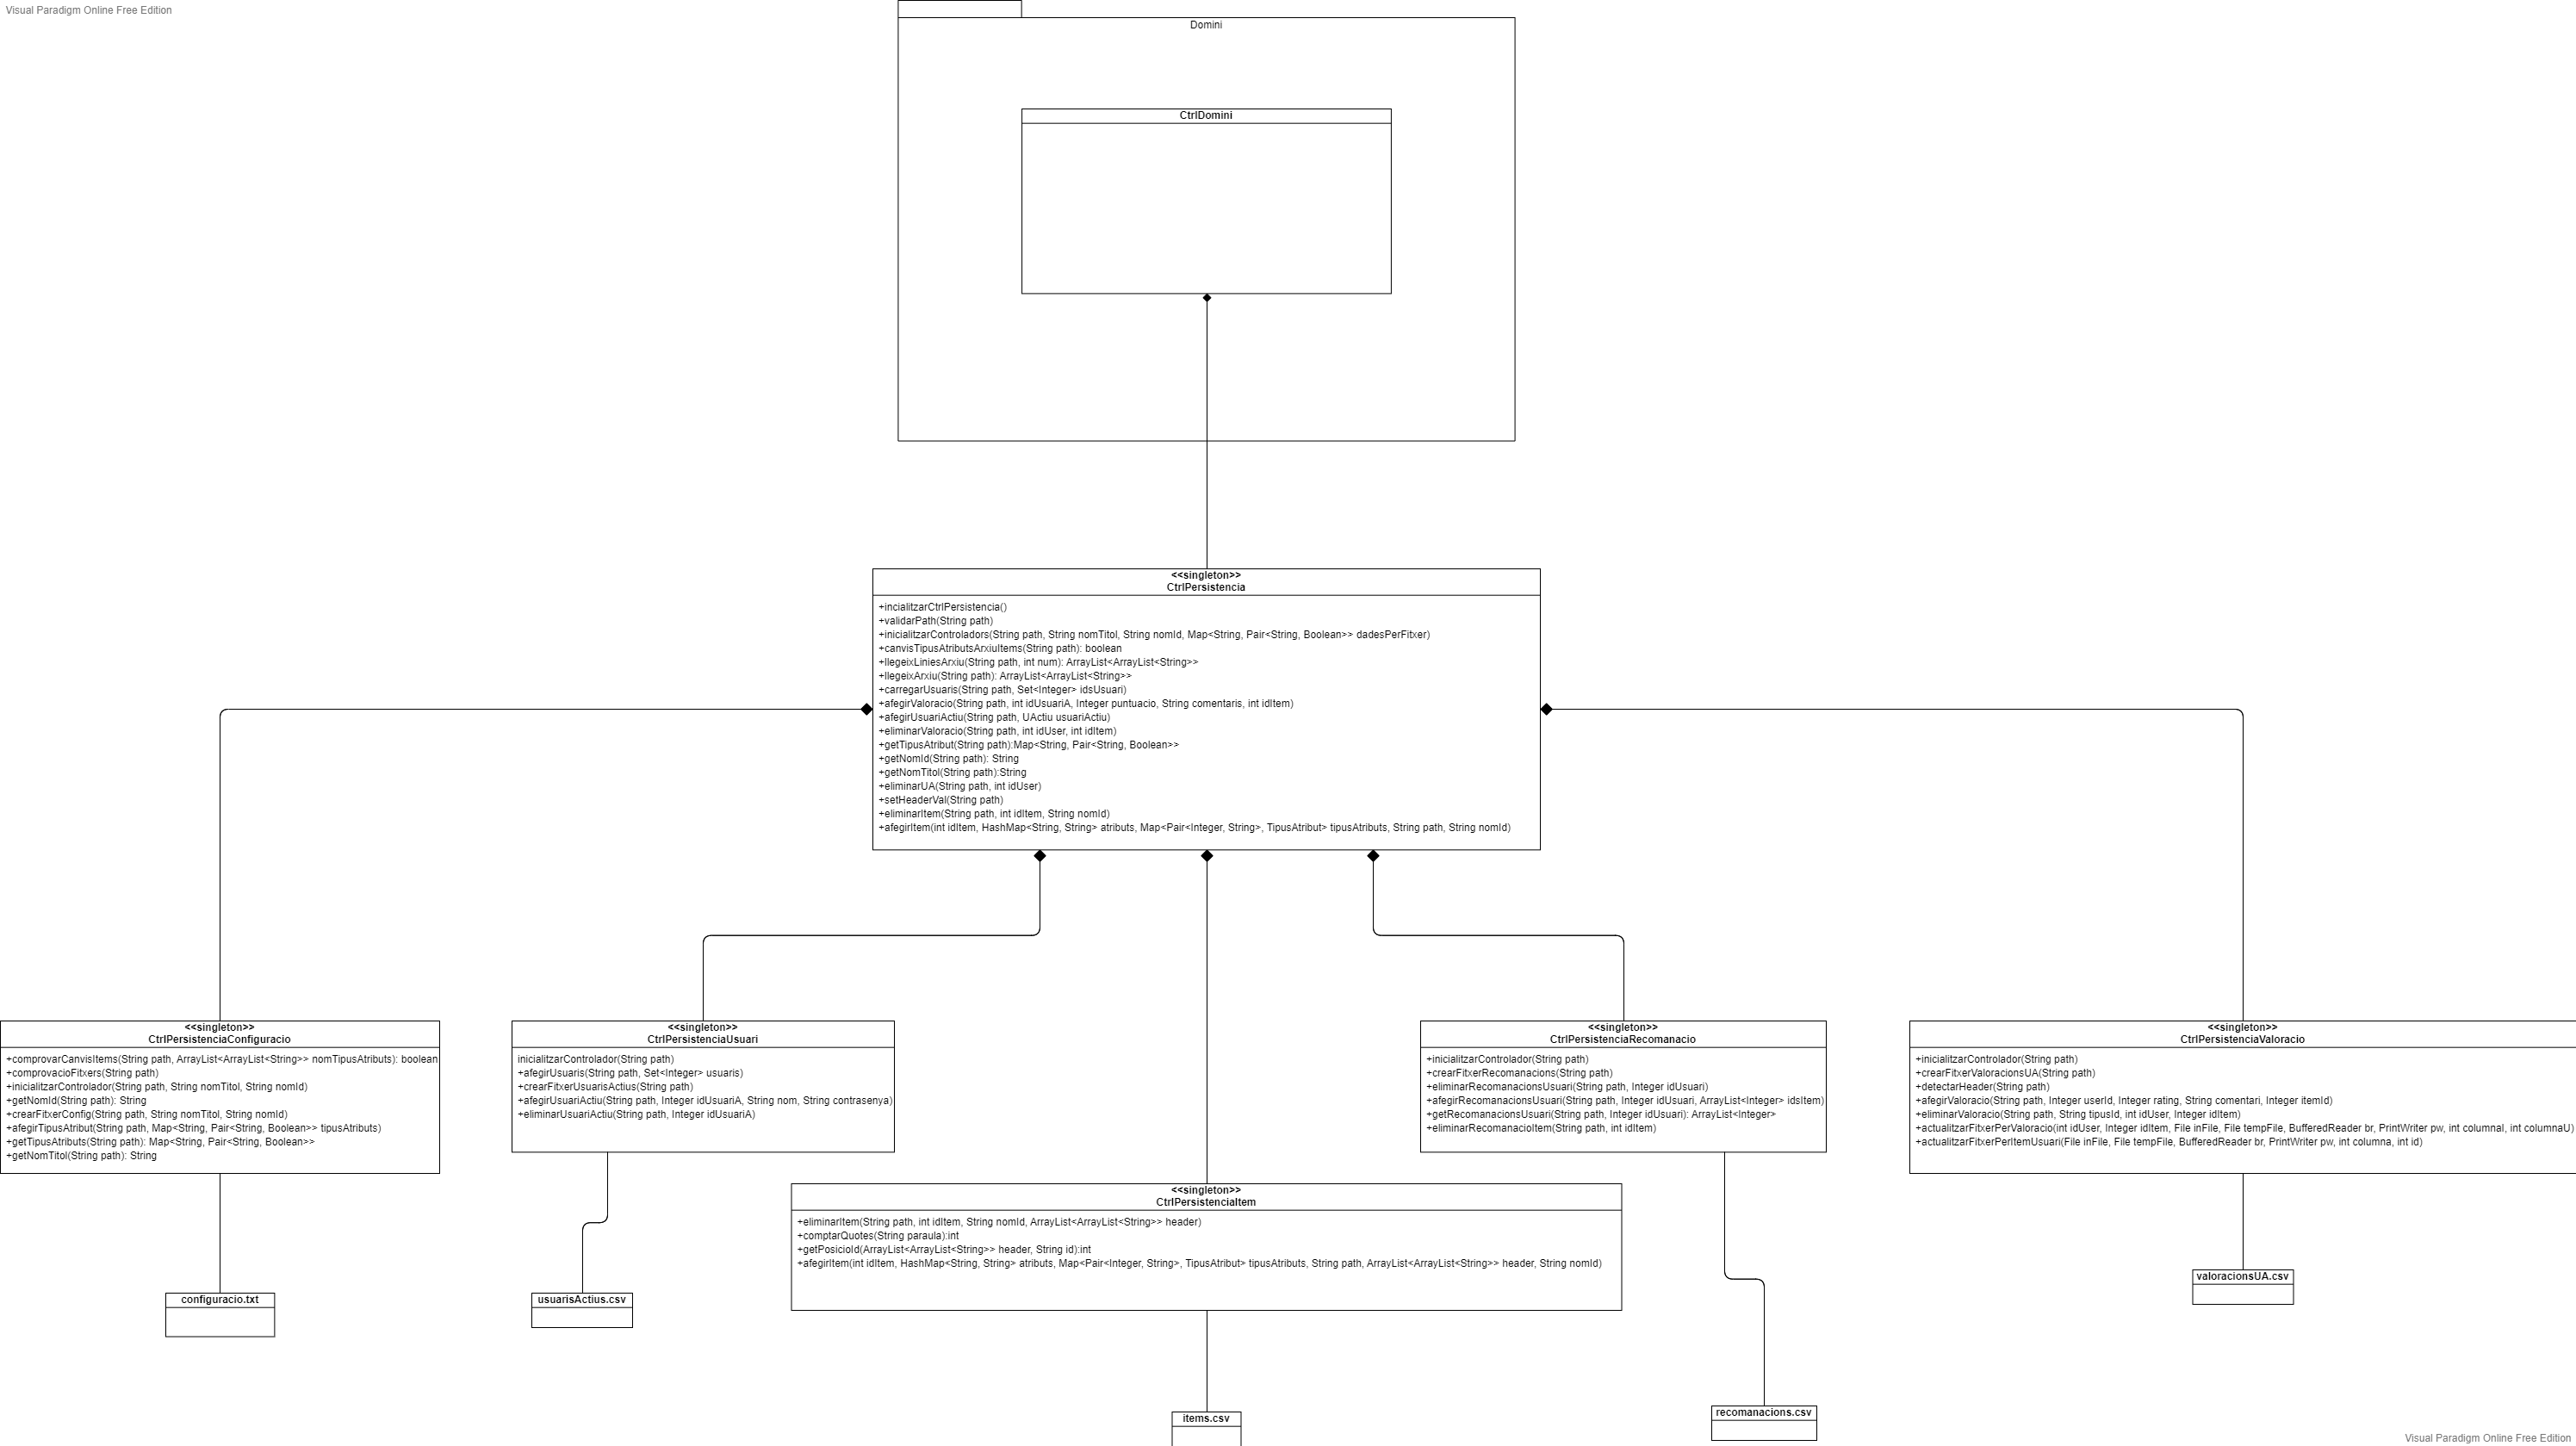 Visual Paradigm Online Free Edition
Domini
CtrlDomini
<<singleton>>
CtrlPersistencia
+incialitzarCtrlPersistencia()
+validarPath(String path)
+inicialitzarControladors(String path, String nomTitol, String nomId, Map<String, Pair<String, Boolean>> dadesPerFitxer)
+canvisTipusAtributsArxiuItems(String path): boolean
+llegeixLiniesArxiu(String path, int num): ArrayList<ArrayList<String>>
+llegeixArxiu(String path): ArrayList<ArrayList<String>>
+carregarUsuaris(String path, Set<Integer> idsUsuari)
+afegirValoracio(String path, int idUsuariA, Integer puntuacio, String comentaris, int idItem)
+afegirUsuariActiu(String path, UActiu usuariActiu)
+eliminarValoracio(String path, int idUser, int idItem)
+getTipusAtribut(String path):Map<String, Pair<String, Boolean>>
+getNomId(String path): String
+getNomTitol(String path):String
+eliminarUA(String path, int idUser)
+setHeaderVal(String path)
+eliminarItem(String path, int idItem, String nomId)
+afegirItem(int idItem, HashMap<String, String> atributs, Map<Pair<Integer, String>, TipusAtribut> tipusAtributs, String path, String nomId)
<<singleton>>
CtrlPersistenciaConfiguracio
+comprovarCanvisItems(String path, ArrayList<ArrayList<String>> nomTipusAtributs): boolean
+comprovacioFitxers(String path)
+inicialitzarControlador(String path, String nomTitol, String nomId)
+getNomId(String path): String
+crearFitxerConfig(String path, String nomTitol, String nomId)
+afegirTipusAtribut(String path, Map<String, Pair<String, Boolean>> tipusAtributs)
+getTipusAtributs(String path): Map<String, Pair<String, Boolean>>
+getNomTitol(String path): String
<<singleton>>
CtrlPersistenciaUsuari
inicialitzarControlador(String path)
+afegirUsuaris(String path, Set<Integer> usuaris)
+crearFitxerUsuarisActius(String path)
+afegirUsuariActiu(String path, Integer idUsuariA, String nom, String contrasenya)
+eliminarUsuariActiu(String path, Integer idUsuariA)
<<singleton>>
CtrlPersistenciaRecomanacio
+inicialitzarControlador(String path)
+crearFitxerRecomanacions(String path)
+eliminarRecomanacionsUsuari(String path, Integer idUsuari)
+afegirRecomanacionsUsuari(String path, Integer idUsuari, ArrayList<Integer> idsItem)
+getRecomanacionsUsuari(String path, Integer idUsuari): ArrayList<Integer>
+eliminarRecomanacioItem(String path, int idItem)
<<singleton>>
CtrlPersistenciaValoracio
+inicialitzarControlador(String path)
+crearFitxerValoracionsUA(String path)
+detectarHeader(String path)
+afegirValoracio(String path, Integer userId, Integer rating, String comentari, Integer itemId)
+eliminarValoracio(String path, String tipusId, int idUser, Integer idItem)
+actualitzarFitxerPerValoracio(int idUser, Integer idItem, File inFile, File tempFile, BufferedReader br, PrintWriter pw, int columnaI, int columnaU)
+actualitzarFitxerPerItemUsuari(File inFile, File tempFile, BufferedReader br, PrintWriter pw, int columna, int id)
<<singleton>>
CtrlPersistenciaItem
+eliminarItem(String path, int idItem, String nomId, ArrayList<ArrayList<String>> header)
+comptarQuotes(String paraula):int
+getPosicioId(ArrayList<ArrayList<String>> header, String id):int
+afegirItem(int idItem, HashMap<String, String> atributs, Map<Pair<Integer, String>, TipusAtribut> tipusAtributs, String path, ArrayList<ArrayList<String>> header, String nomId)
configuracio.txt
usuarisActius.csv
valoracionsUA.csv
items.csv
recomanacions.csv
Visual Paradigm Online Free Edition